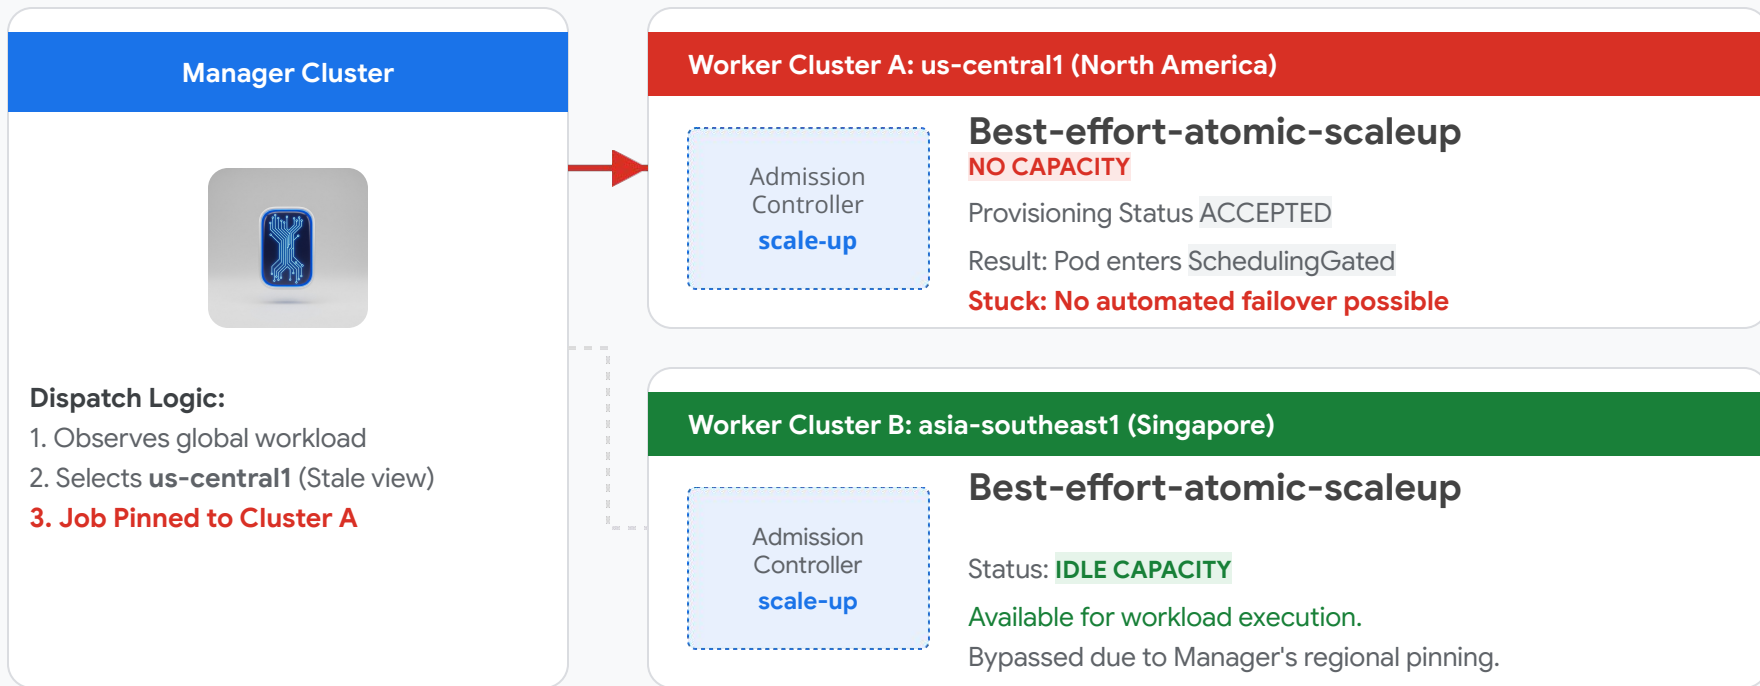 Manager Cluster
Dispatch Logic:
1. Observes global workload
2. Selects us-central1 (Stale view)
3. Job Pinned to Cluster A
Worker Cluster A: us-central1 (North America)
Admission
Controller
scale-up
Best-effort-atomic-scaleup
NO CAPACITY
Provisioning Status ACCEPTED
Result: Pod enters SchedulingGated
Stuck: No automated failover possible
Worker Cluster B: asia-southeast1 (Singapore)
Admission
Controller
scale-up
Best-effort-atomic-scaleup
Status: IDLE CAPACITY
Available for workload execution.
Bypassed due to Manager's regional pinning.